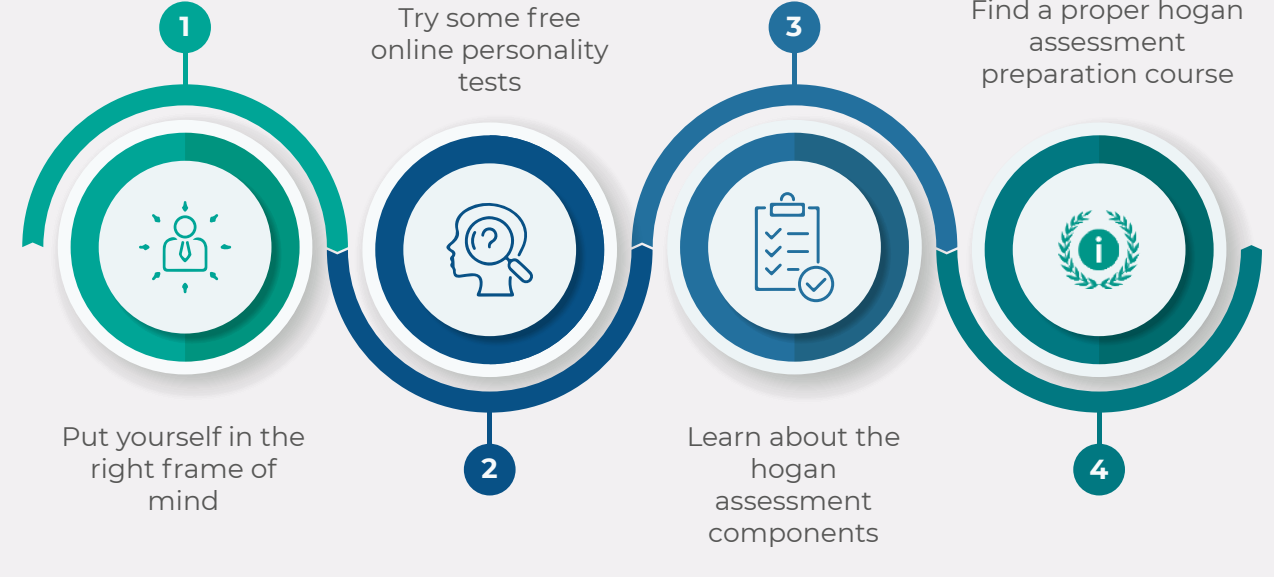 1
Put yourself in the
right frame of
mind
Try some free
online personality
tests
2
3
Learn about the
hogan
assessment
components
Find a proper hogan
assessment
preparation course
i
4